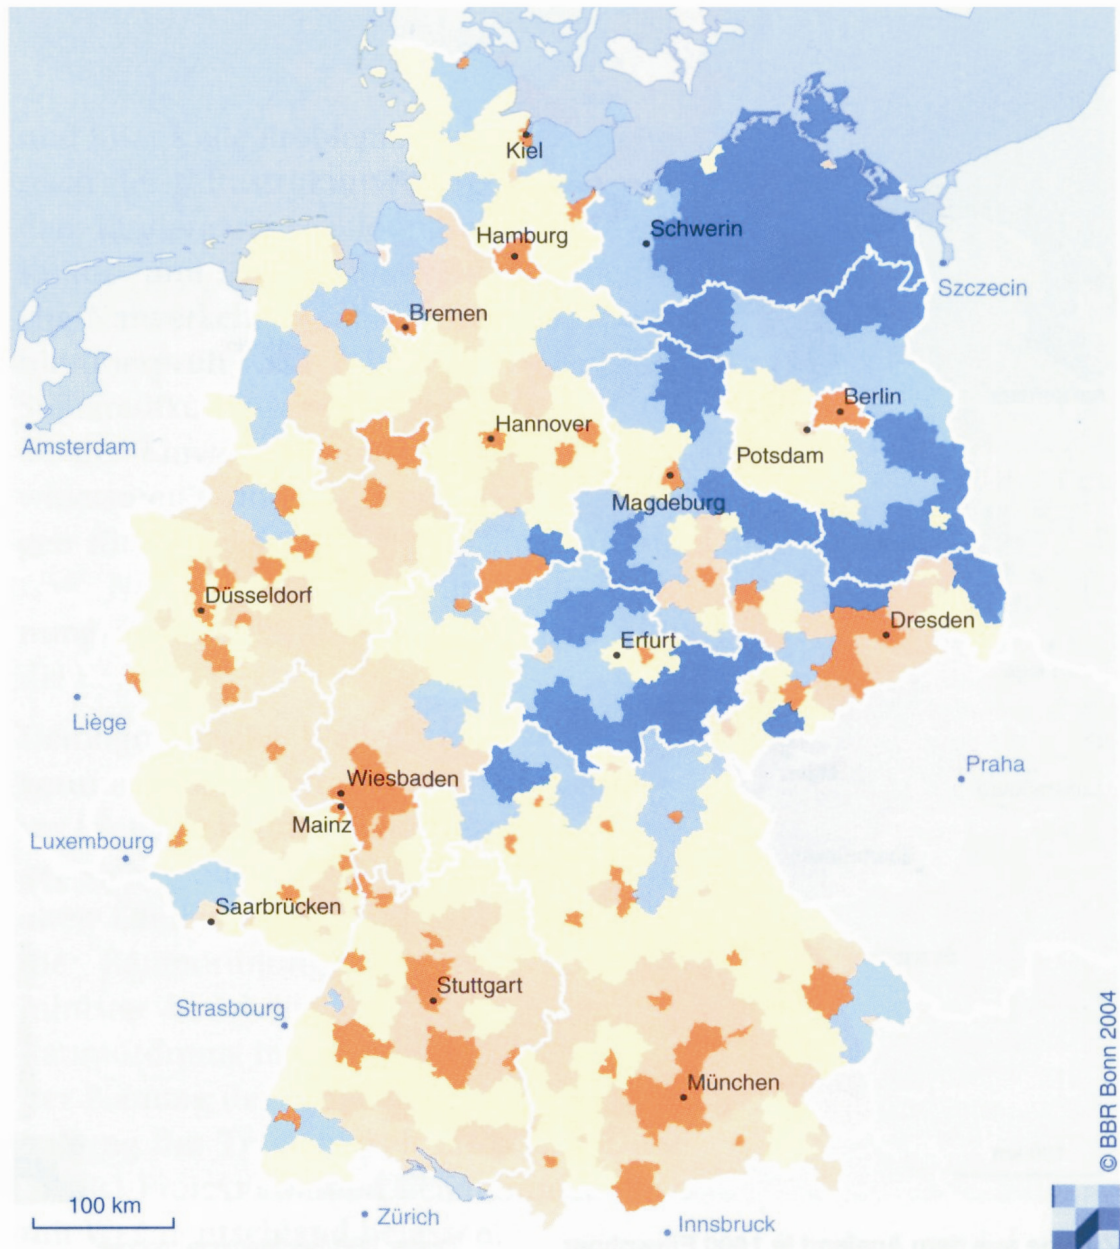 Kiel
Hamburg
Schwerin
Szczecin
Bremen
Berlin
Hannover
Amsterdam
Potsdam
Magdeburg
Düsseldorf
Dresden
Erfurt
Liège
Wiesbaden
Praha
Mainz
Luxembourg
Saarbrücken
Stuttgart
Strasbourg
München
© BBR Bonn 2004
100 km
Zürich
Innsbruck